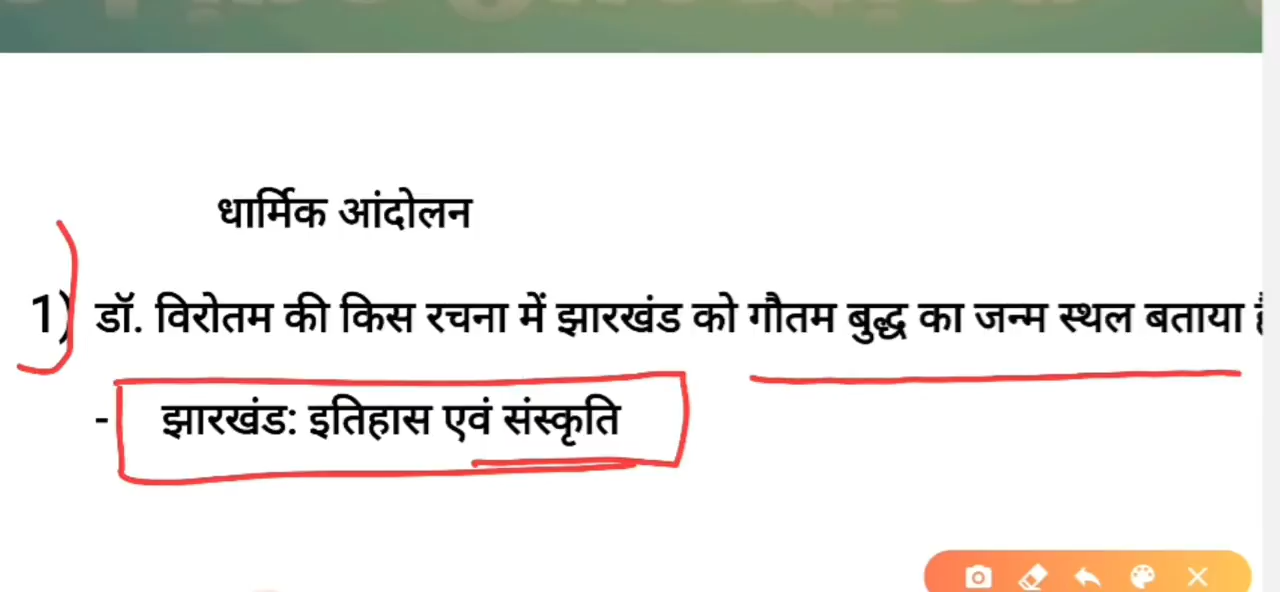 धार्मिक आंदोलन
1) डॉ. विरोतम की किस रचना में झारखंड को गौतम बुद्ध का जन्म स्थल बताया
- झारखंड: इतिहास एवं संस्कृति